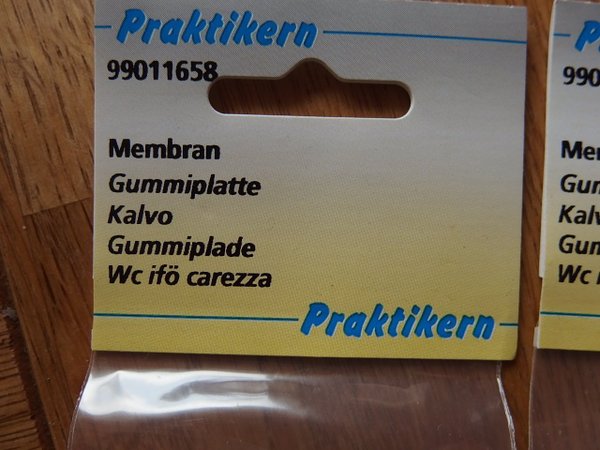 Praktikern
99011658
Membran
Gummiplatte
Kalvo
Gummiplade
Wc ifö carezza
Praktikern